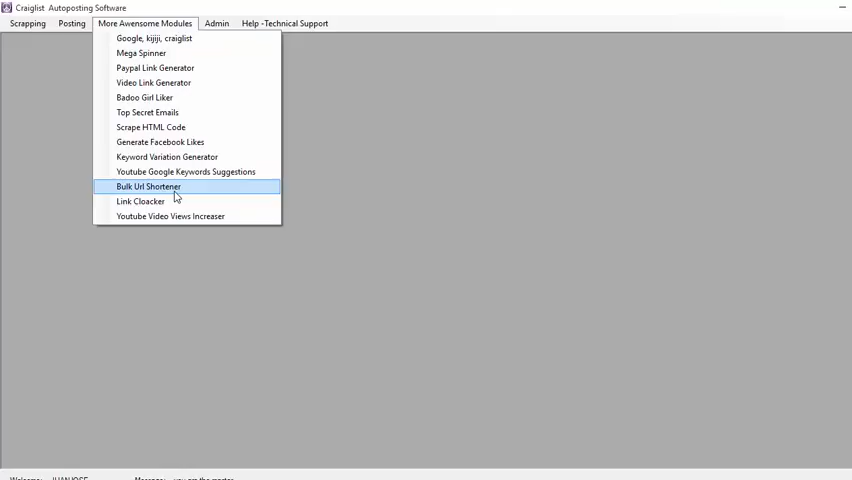 Craiglist Autoposting Software
Scrapping Posting More Awensome Modules Admin Help -Technical Support
Google, kijiji, craiglist
Mega Spinner
Paypal Link Generator
Video Link Generator
Badoo Girl Liker
Top Secret Emails
Scrape HTML Code
Generate Facebook Likes
Keyword Variation Generator
Youtube Google Keywords Suggestions
Bulk Url Shortener
Link Cloacker
Youtube Video Views Increaser